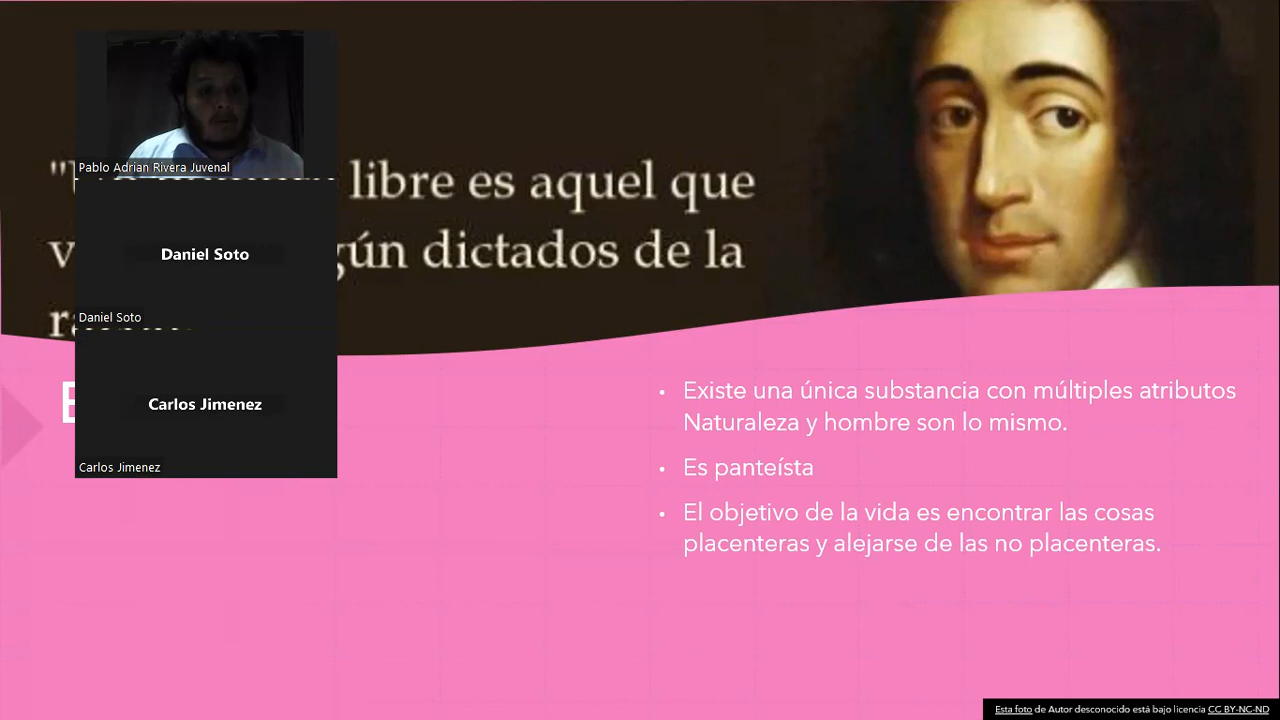 Pablo Adrian Rivera Juvenal
libre es aquel que
gún dictados de la
Daniel Soto
Daniel Soto
Carlos Jimenez
Carlos Jimenez
• Existe una única substancia con múltiples atributos
Naturaleza y hombre son lo mismo.
• Es panteísta
• El objetivo de la vida es encontrar las cosas
placenteras y alejarse de las no placenteras.
Esta foto de Autor desconocido está bajo licencia CC BY-NC-ND